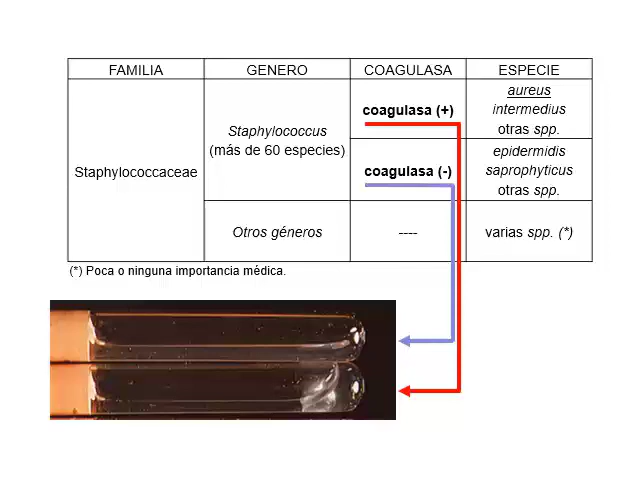 FAMILIA GENERO COAGULASA ESPECIE
Staphylococcaceae
Staphylococcus
(más de 60 especies)
coagulasa (+)
aureus
intermedius
otras spp.
coagulasa (-)
epidermidis
saprophyticus
otras spp.
Otros géneros ---- varias spp. (*)
(*) Poca o ninguna importancia médica.